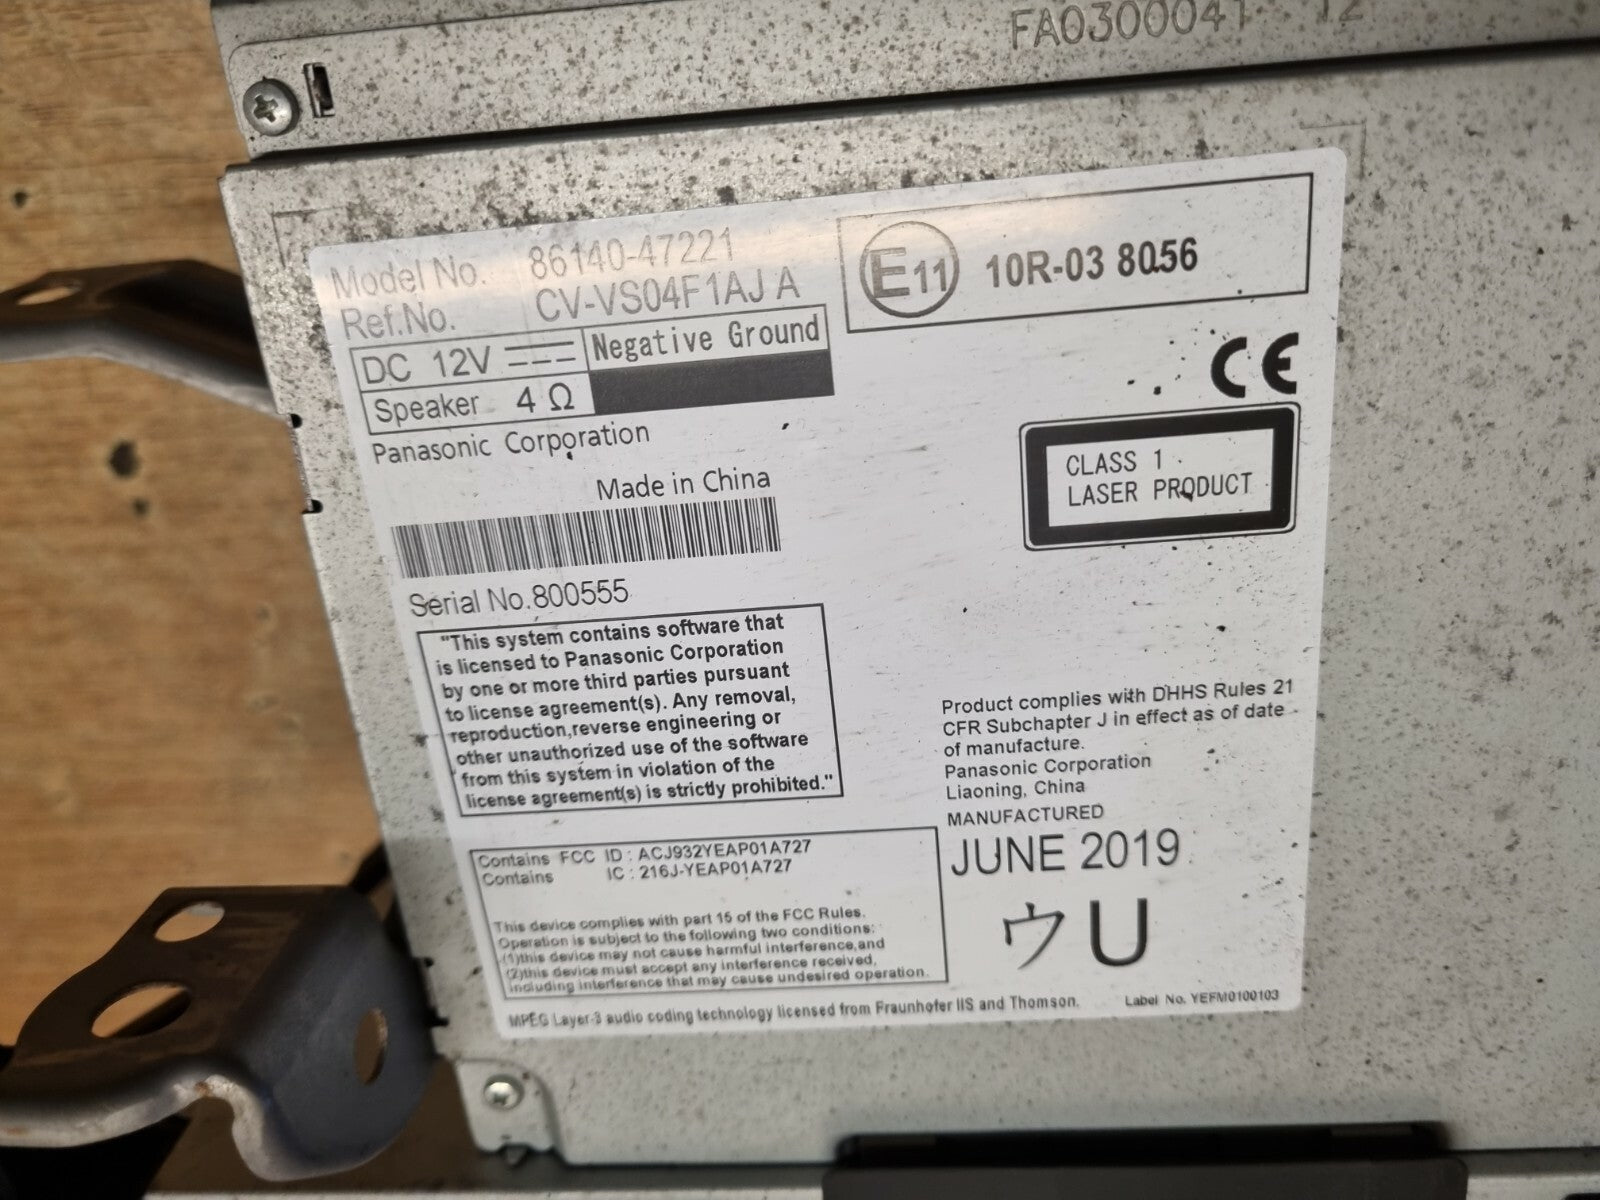 FA0300041 12
Model No. 86140-47221
Ref.No. CV-VS04F1AJ A
DC 12V Negative Ground
Speaker 4 Ω
Panasonic Corporation
Made in China
Serial No.800555
E11 10R-03 8056
CE
CLASS 1
LASER PRODUCT
"This system contains software that
is licensed to Panasonic Corporation
by one or more third parties pursuant
to license agreement(s). Any removal,
reproduction,reverse engineering or
other unauthorized use of the software
from this system in violation of the
license agreement(s) is strictly prohibited."
Product complies with DHHS Rules 21
CFR Subchapter J in effect as of date
of manufacture.
Panasonic Corporation
Liaoning, China
MANUFACTURED
JUNE 2019
ウU
Contains FCC ID : ACJ932YEAP01A727
Contains IC : 216J-YEAP01A727
This device complies with part 15 of the FCC Rules.
Operation is subject to the following two conditions:
(1)this device may not cause harmful interference,and
(2)this device must accept any interference received,
including interference that may cause undesired operation.
MPEG Layer-3 audio coding technology licensed from Fraunhofer IIS and Thomson.
Label No. YEFM0100103